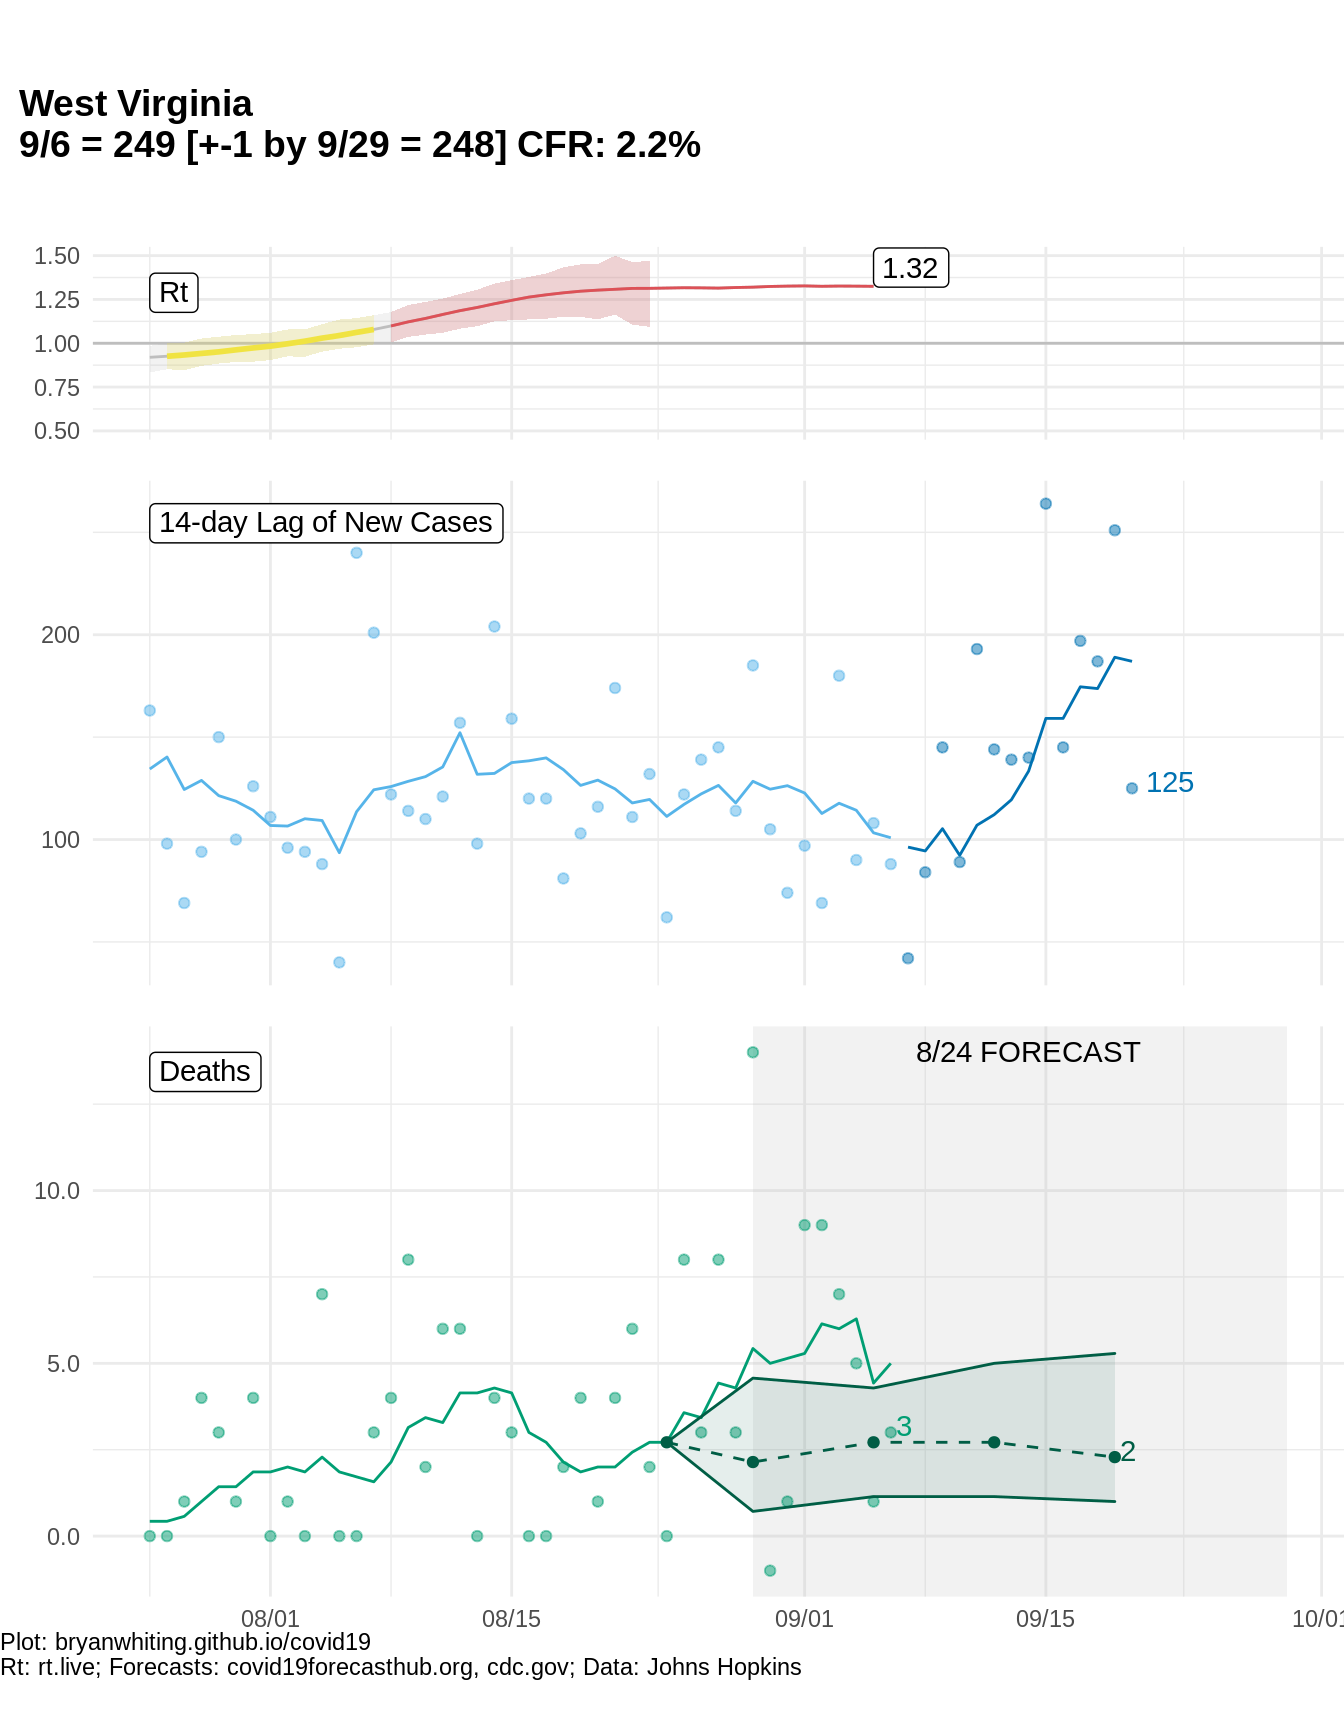 West Virginia
9/6 = 249 [+-1 by 9/29 = 248] CFR: 2.2%
1.50
1.25
1.00
0.75
0.50
Rt
1.32
14-day Lag of New Cases
200
100
125
Deaths
8/24 FORECAST
10.0
5.0
0.0
3
2
08/01
08/15
09/01
09/15
10/01
Plot: bryanwhiting.github.io/covid19
Rt: rt.live; Forecasts: covid19forecasthub.org, cdc.gov; Data: Johns Hopkins